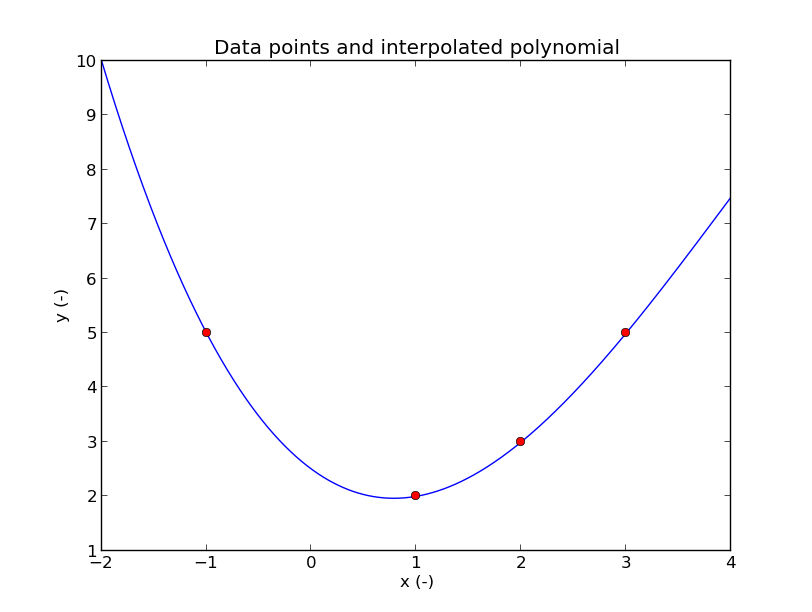 Data points and interpolated polynomial
10
9
8
7
6
5
4
3
2
1
y (-)
−2 −1 0 1 2 3 4
x (-)